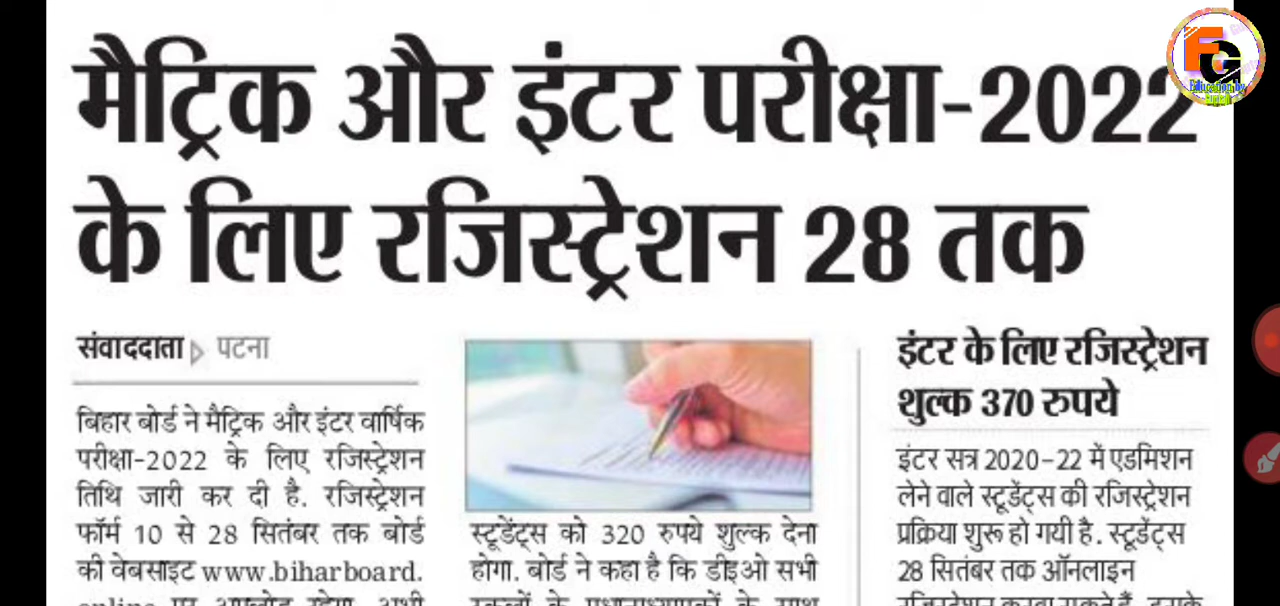 मैट्रिक और इंटर परीक्षा-2022
के लिए रजिस्ट्रेशन 28 तक
संवाददाता पटना
बिहार बोर्ड ने मैट्रिक और इंटर वार्षिक
परीक्षा-2022 के लिए रजिस्ट्रेशन
तिथि जारी कर दी है. रजिस्ट्रेशन
फॉर्म 10 से 28 सितंबर तक बोर्ड
की वेबसाइट www.biharboard.
स्टूडेंट्स को 320 रुपये शुल्क देना
होगा. बोर्ड ने कहा है कि डीइओ सभी
इंटर के लिए रजिस्ट्रेशन
शुल्क 370 रुपये
इंटर सत्र 2020-22 में एडमिशन
लेने वाले स्टूडेंट्स की रजिस्ट्रेशन
प्रक्रिया शुरू हो गयी है. स्टूडेंट्स
28 सितंबर तक ऑनलाइन
Education by